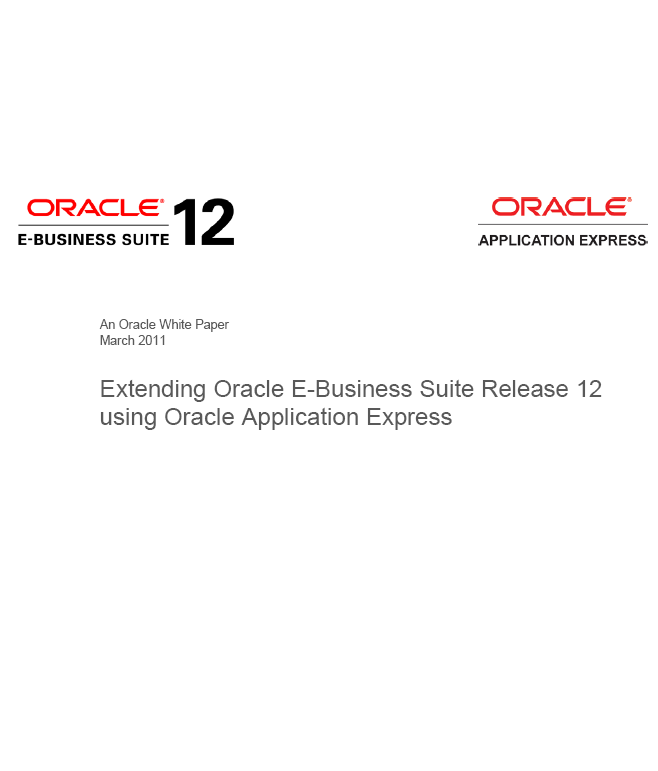 ORACLE®
E-BUSINESS SUITE 12
ORACLE®
APPLICATION EXPRESS
An Oracle White Paper
March 2011
Extending Oracle E-Business Suite Release 12
using Oracle Application Express